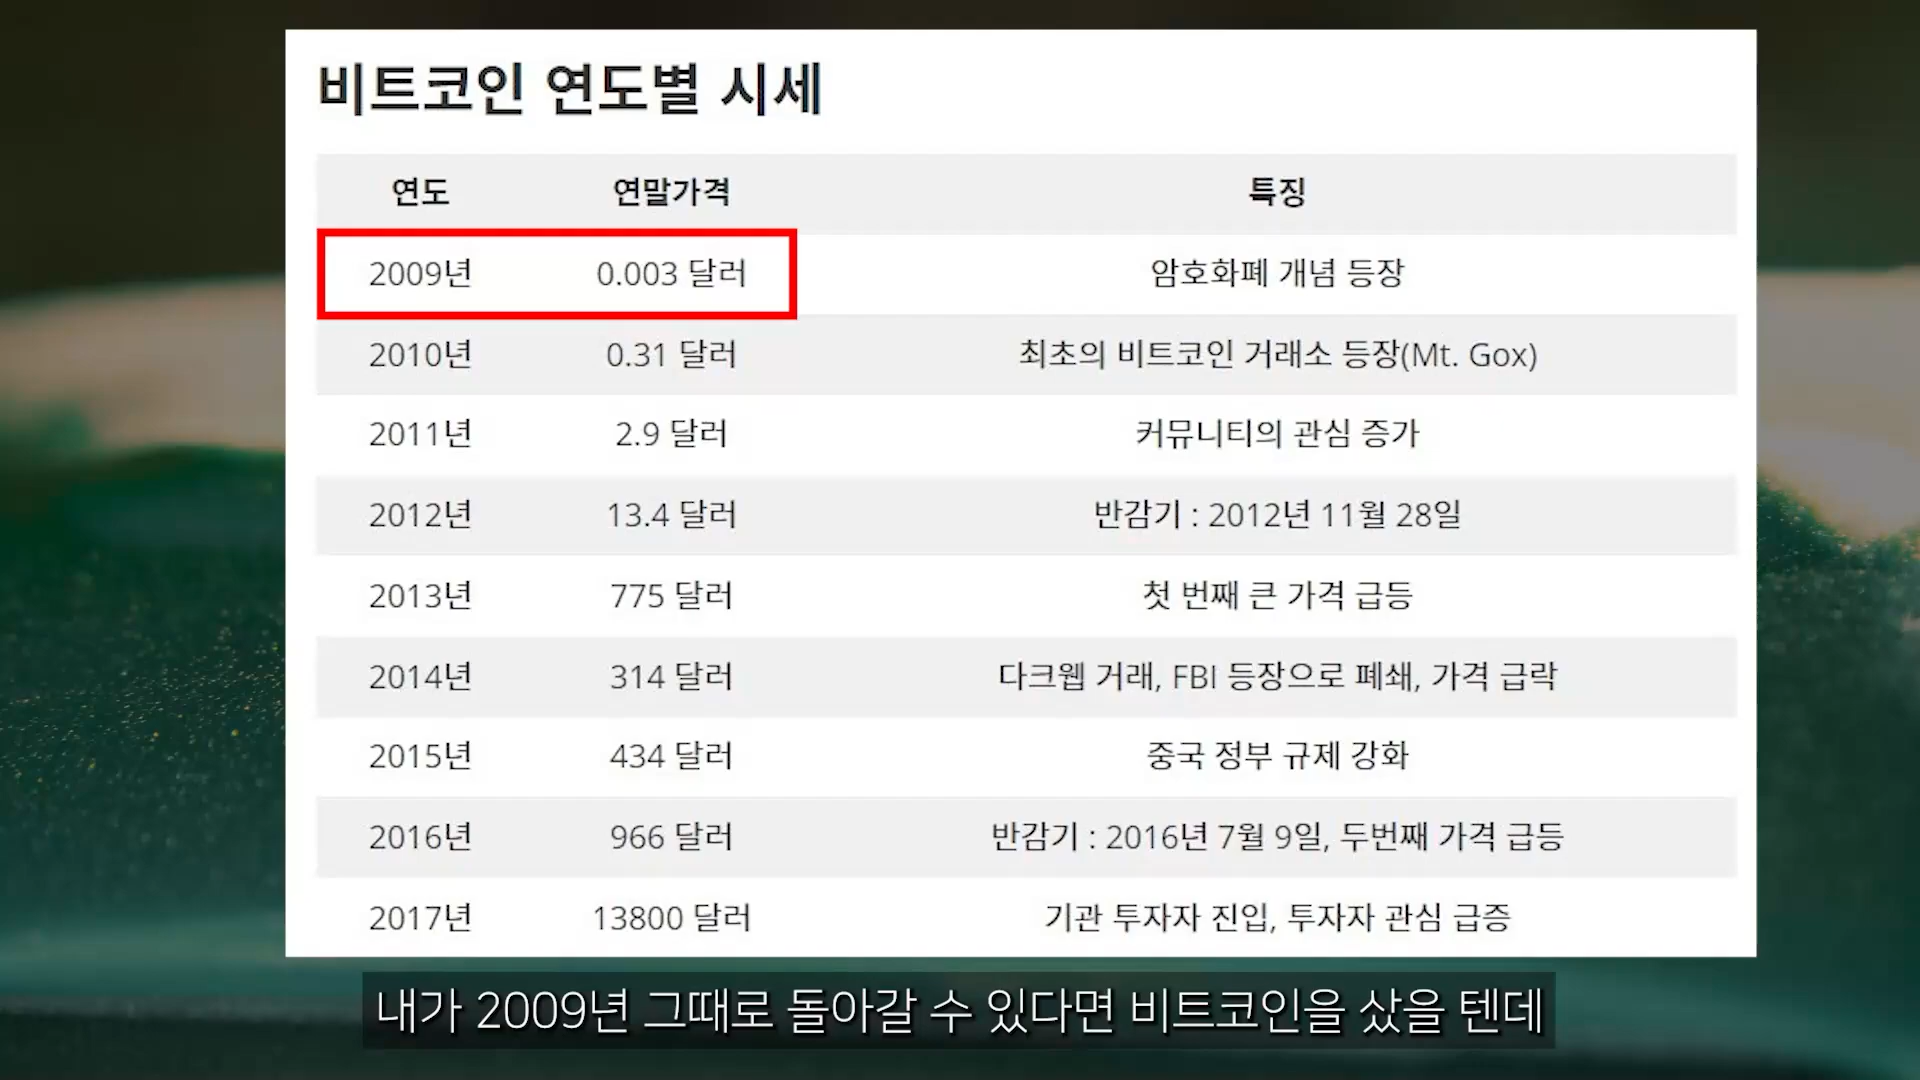 비트코인 연도별 시세
연도 연말가격 특징
2009년 0.003 달러 암호화폐 개념 등장
2010년 0.31 달러 최초의 비트코인 거래소 등장(Mt. Gox)
2011년 2.9 달러 커뮤니티의 관심 증가
2012년 13.4 달러 반감기 : 2012년 11월 28일
2013년 775 달러 첫 번째 큰 가격 급등
2014년 314 달러 다크웹 거래, FBI 등장으로 폐쇄, 가격 급락
2015년 434 달러 중국 정부 규제 강화
2016년 966 달러 반감기 : 2016년 7월 9일, 두번째 가격 급등
2017년 13800 달러 기관 투자자 진입, 투자자 관심 급증
내가 2009년 그때로 돌아갈 수 있다면 비트코인을 샀을 텐데